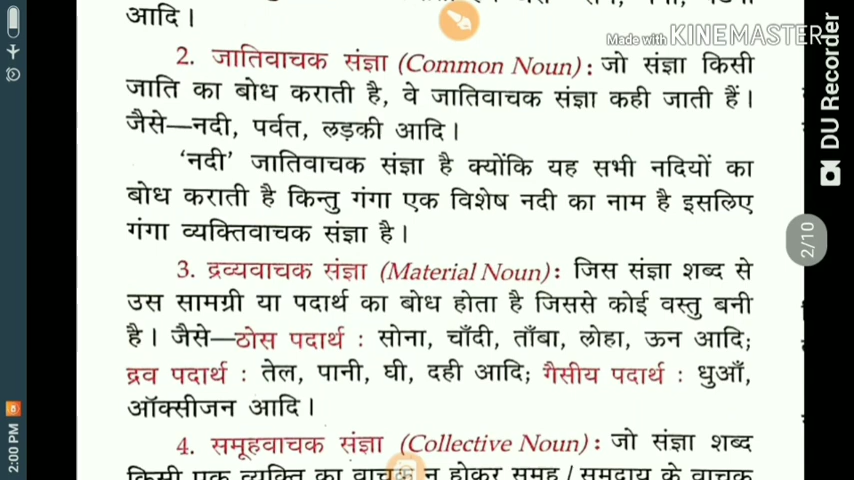 आदि।
2. जातिवाचक संज्ञा (Common Noun) : जो संज्ञा किसी
जाति का बोध कराती है, वे जातिवाचक संज्ञा कही जाती हैं।
जैसे—नदी, पर्वत, लड़की आदि।
'नदी' जातिवाचक संज्ञा है क्योंकि यह सभी नदियों का
बोध कराती है किन्तु गंगा एक विशेष नदी का नाम है इसलिए
गंगा व्यक्तिवाचक संज्ञा है।
3. द्रव्यवाचक संज्ञा (Material Noun) : जिस संज्ञा शब्द से
उस सामग्री या पदार्थ का बोध होता है जिससे कोई वस्तु बनी
है। जैसे—ठोस पदार्थ : सोना, चाँदी, ताँबा, लोहा, ऊन आदि;
द्रव पदार्थ : तेल, पानी, घी, दही आदि; गैसीय पदार्थ : धुआँ,
ऑक्सीजन आदि।
4. समूहवाचक संज्ञा (Collective Noun) : जो संज्ञा शब्द
किसी एक व्यक्ति का वाचक न होकर समूह / समुदाय के वाचक
Made with KINEMASTER
DU Recorder
2/10
2:00 PM